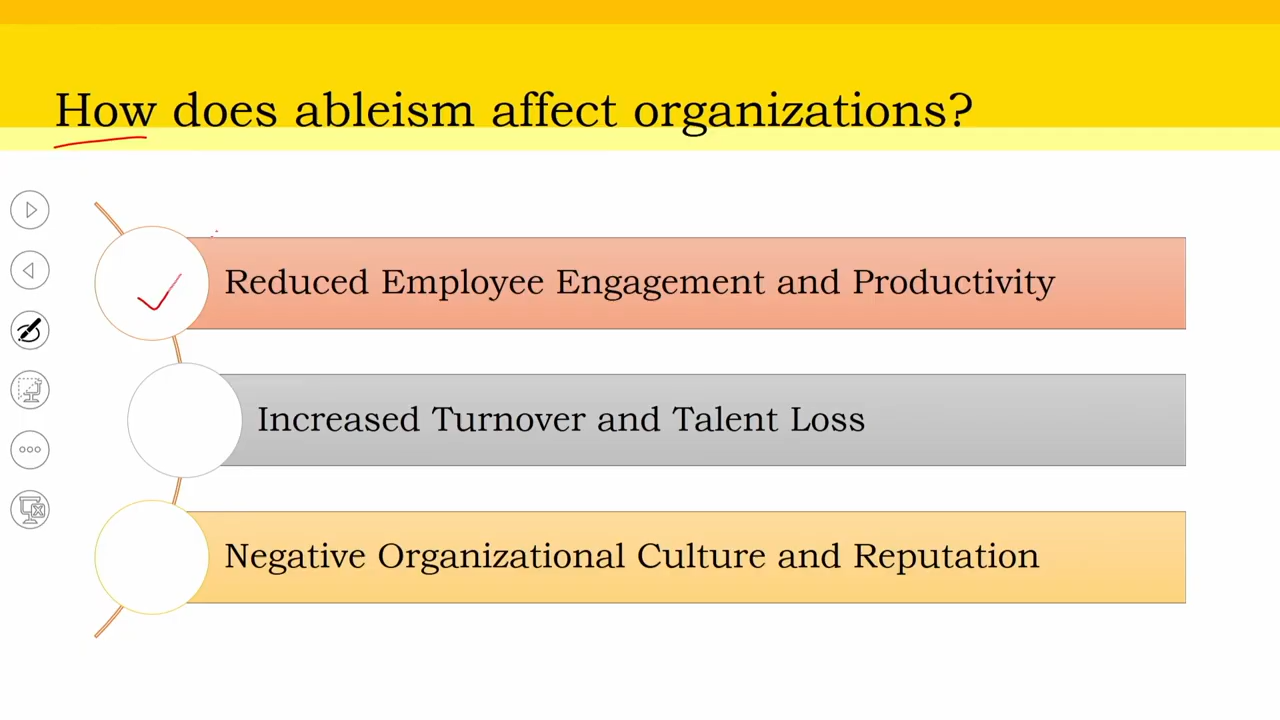 How does ableism affect organizations?
Reduced Employee Engagement and Productivity
Increased Turnover and Talent Loss
Negative Organizational Culture and Reputation